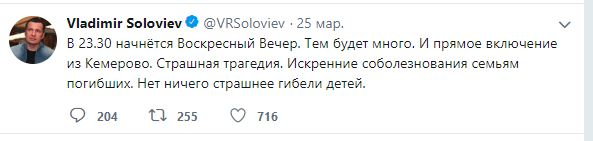 Vladimir Soloviev @VRSoloviev · 25 мар.
В 23.30 начнётся Воскресный Вечер. Тем будет много. И прямое включение
из Кемерово. Страшная трагедия. Искренние соболезнования семьям
погибших. Нет ничего страшнее гибели детей.
204 255 716